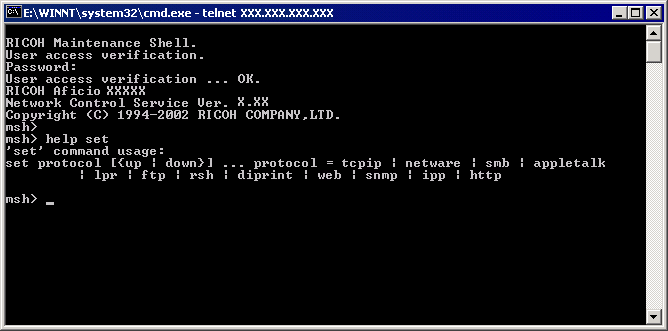 E:\WINNT\system32\cmd.exe - telnet XXX.XXX.XXX.XXX
RICOH Maintenance Shell.
User access verification.
Password:
User access verification ... OK.
RICOH Aficio XXXXX
Network Control Service Ver. X.XX
Copyright (C) 1994-2002 RICOH COMPANY,LTD.
msh>
msh> help set
'set' command usage:
set protocol [{up | down}] ... protocol = tcpip | netware | smb | appletalk
| lpr | ftp | rsh | diprint | web | snmp | ipp | http
msh> _